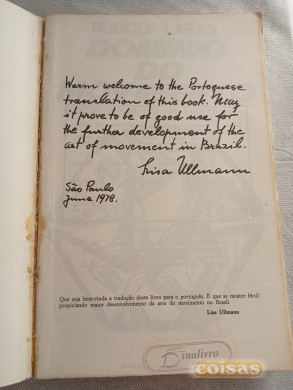 Warm welcome to the Portoguese
translation of this book. May
it prove to be of good use for
the further development of the
art of movement in Brazil.
Lisa Ullmann
São Paulo
June 1978.
Que seja bem-vinda a tradução deste livro para o português. E que se mostre fértil
propiciando maior desenvolvimento da arte do movimento no Brasil.
Lisa Ullmann
Dinalivro
coisas